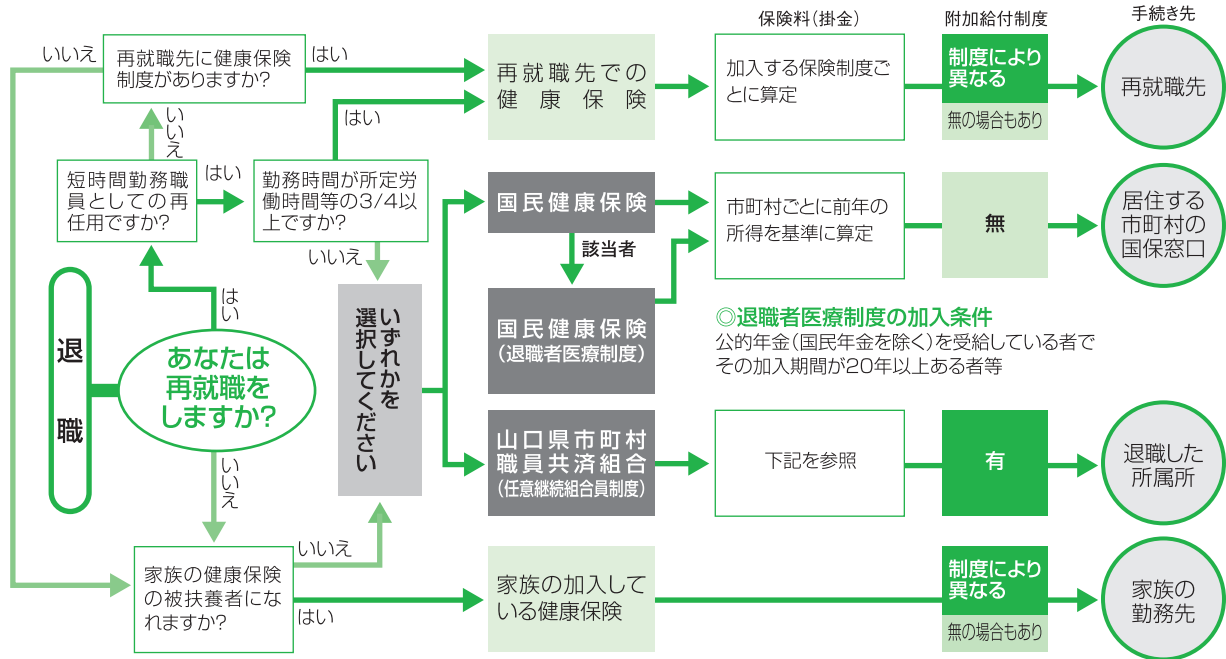 保険料(掛金)
附加給付制度
手続き先
いいえ
再就職先に健康保険
制度がありますか?
はい
再就職先での
健康保険
加入する保険制度ご
とに算定
制度により
異なる
無の場合もあり
再就職先
いいえ
はい
短時間勤務職
員としての再
任用ですか?
はい
勤務時間が所定労
働時間等の3/4以
上ですか?
いいえ
国民健康保険
市町村ごとに前年の
所得を基準に算定
無
居住する
市町村の
国保窓口
該当者
退職
はい
あなたは
再就職を
しますか?
いいえ
いずれかを
選択してください
国民健康保険
(退職者医療制度)
◎退職者医療制度の加入条件
公的年金(国民年金を除く)を受給している者で
その加入期間が20年以上ある者等
山口県市町村
職員共済組合
(任意継続組合員制度)
下記を参照
有
退職した
所属所
家族の健康保険
の被扶養者にな
れますか?
いいえ
はい
家族の加入して
いる健康保険
制度により
異なる
無の場合もあり
家族の
勤務先